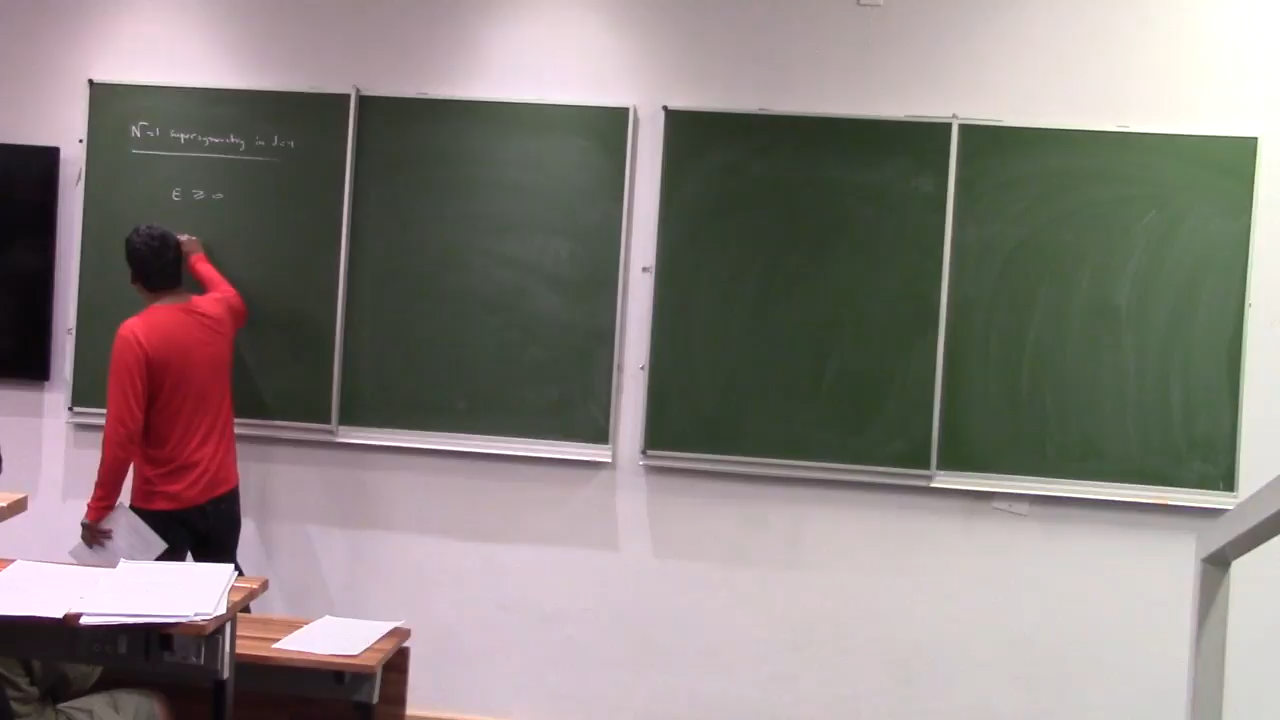 N=1 supersymmetry in d=4
E ≥ 0